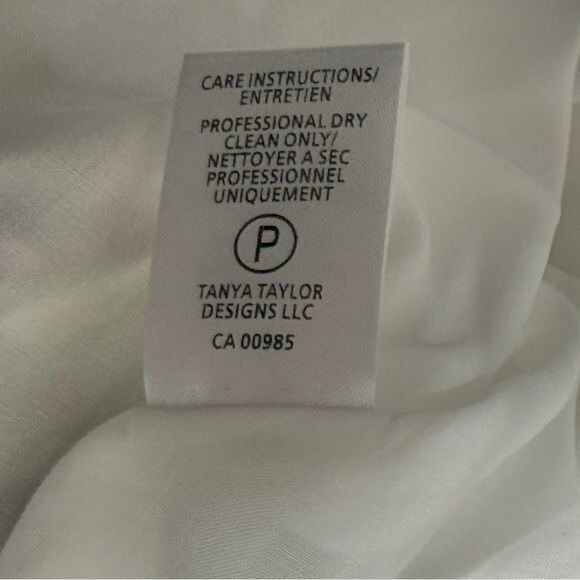 CARE INSTRUCTIONS/
ENTRETIEN
PROFESSIONAL DRY
CLEAN ONLY/
NETTOYER A SEC
PROFESSIONNEL
UNIQUEMENT
P
TANYA TAYLOR
DESIGNS LLC
CA 00985